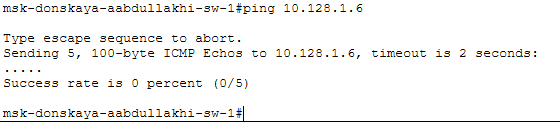 msk-donskaya-aabdullakhi-sw-1#ping 10.128.1.6
Type escape sequence to abort.
Sending 5, 100-byte ICMP Echos to 10.128.1.6, timeout is 2 seconds:
.....
Success rate is 0 percent (0/5)
msk-donskaya-aabdullakhi-sw-1#